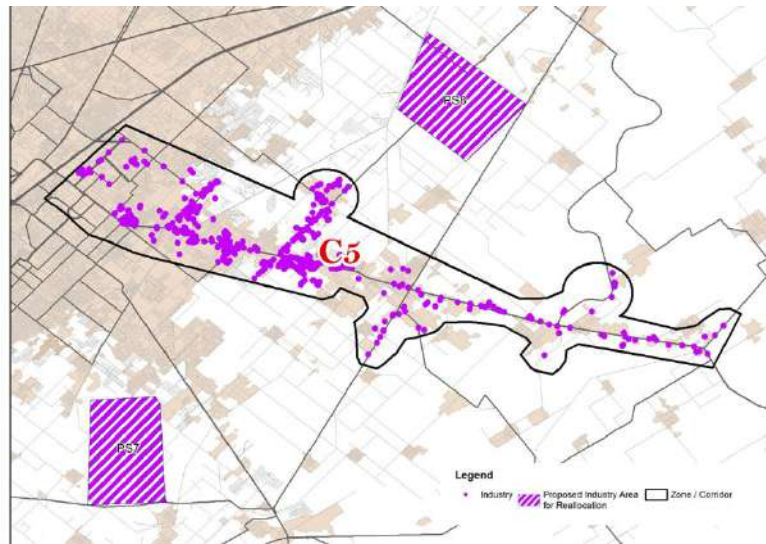 C5
PS7
Legend
Industry
Proposed Industry Area
for Reallocation
Zone / Corridor